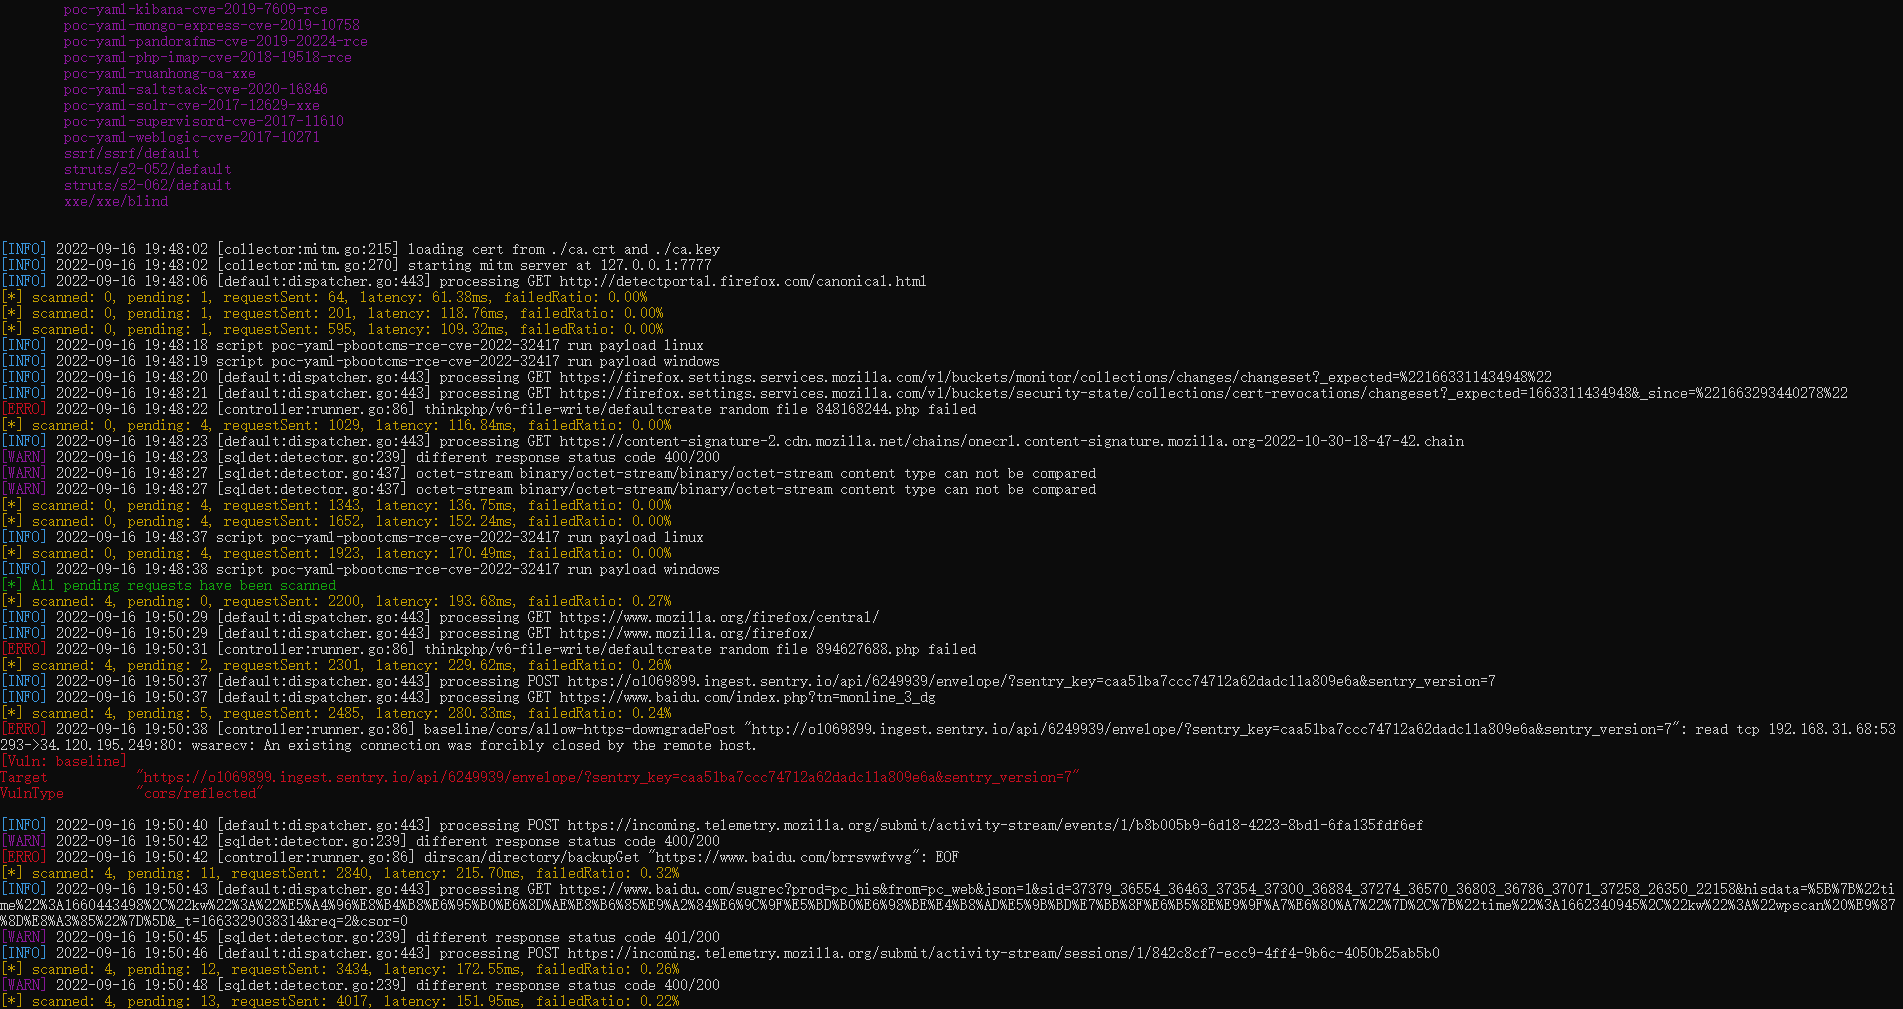 poc-yaml-kibana-cve-2019-7609-rce
poc-yaml-mongo-express-cve-2019-10758
poc-yaml-pandorafms-cve-2019-20224-rce
poc-yaml-php-imap-cve-2018-19518-rce
poc-yaml-ruanhong-oa-xxe
poc-yaml-saltstack-cve-2020-16846
poc-yaml-solr-cve-2017-12629-xxe
poc-yaml-supervisord-cve-2017-11610
poc-yaml-weblogic-cve-2017-10271
ssrf/ssrf/default
struts/s2-052/default
struts/s2-062/default
xxe/xxe/blind
[INFO] 2022-09-16 19:48:02 [collector:mitm.go:215] loading cert from ./ca.crt and ./ca.key
[INFO] 2022-09-16 19:48:02 [collector:mitm.go:270] starting mitm server at 127.0.0.1:7777
[INFO] 2022-09-16 19:48:06 [default:dispatcher.go:443] processing GET http://detectportal.firefox.com/canonical.html
[*] scanned: 0, pending: 1, requestSent: 64, latency: 61.38ms, failedRatio: 0.00%
[*] scanned: 0, pending: 1, requestSent: 201, latency: 118.76ms, failedRatio: 0.00%
[*] scanned: 0, pending: 1, requestSent: 595, latency: 109.32ms, failedRatio: 0.00%
[INFO] 2022-09-16 19:48:18 script poc-yaml-pbootcms-rce-cve-2022-32417 run payload linux
[INFO] 2022-09-16 19:48:19 script poc-yaml-pbootcms-rce-cve-2022-32417 run payload windows
[INFO] 2022-09-16 19:48:20 [default:dispatcher.go:443] processing GET https://firefox.settings.services.mozilla.com/v1/buckets/monitor/collections/changes/changeset?_expected=%221663311434948%22
[INFO] 2022-09-16 19:48:21 [default:dispatcher.go:443] processing GET https://firefox.settings.services.mozilla.com/v1/buckets/security-state/collections/cert-revocations/changeset?_expected=1663311434948&_since=%221663293440278%22
[ERRO] 2022-09-16 19:48:22 [controller:runner.go:86] thinkphp/v6-file-write/defaultcreate random file 848168244.php failed
[*] scanned: 0, pending: 4, requestSent: 1029, latency: 116.84ms, failedRatio: 0.00%
[INFO] 2022-09-16 19:48:23 [default:dispatcher.go:443] processing GET https://content-signature-2.cdn.mozilla.net/chains/onecrl.content-signature.mozilla.org-2022-10-30-18-47-42.chain
[WARN] 2022-09-16 19:48:23 [sqldet:detector.go:239] different response status code 400/200
[WARN] 2022-09-16 19:48:27 [sqldet:detector.go:437] octet-stream binary/octet-stream/binary/octet-stream content type can not be compared
[WARN] 2022-09-16 19:48:27 [sqldet:detector.go:437] octet-stream binary/octet-stream/binary/octet-stream content type can not be compared
[*] scanned: 0, pending: 4, requestSent: 1343, latency: 136.75ms, failedRatio: 0.00%
[*] scanned: 0, pending: 4, requestSent: 1652, latency: 152.24ms, failedRatio: 0.00%
[INFO] 2022-09-16 19:48:37 script poc-yaml-pbootcms-rce-cve-2022-32417 run payload linux
[*] scanned: 0, pending: 4, requestSent: 1923, latency: 170.49ms, failedRatio: 0.00%
[INFO] 2022-09-16 19:48:38 script poc-yaml-pbootcms-rce-cve-2022-32417 run payload windows
[*] All pending requests have been scanned
[*] scanned: 4, pending: 0, requestSent: 2200, latency: 193.68ms, failedRatio: 0.27%
[INFO] 2022-09-16 19:50:29 [default:dispatcher.go:443] processing GET https://www.mozilla.org/firefox/central/
[INFO] 2022-09-16 19:50:29 [default:dispatcher.go:443] processing GET https://www.mozilla.org/firefox/
[ERRO] 2022-09-16 19:50:31 [controller:runner.go:86] thinkphp/v6-file-write/defaultcreate random file 894627688.php failed
[*] scanned: 4, pending: 2, requestSent: 2301, latency: 229.62ms, failedRatio: 0.26%
[INFO] 2022-09-16 19:50:37 [default:dispatcher.go:443] processing POST https://o1069899.ingest.sentry.io/api/6249939/envelope/?sentry_key=caa51ba7ccc74712a62dadc11a809e6a&sentry_version=7
[INFO] 2022-09-16 19:50:37 [default:dispatcher.go:443] processing GET https://www.baidu.com/index.php?tn=monline_3_dg
[*] scanned: 4, pending: 5, requestSent: 2485, latency: 280.33ms, failedRatio: 0.24%
[ERRO] 2022-09-16 19:50:38 [controller:runner.go:86] baseline/cors/allow-https-downgradePost "http://o1069899.ingest.sentry.io/api/6249939/envelope/?sentry_key=caa51ba7ccc74712a62dadc11a809e6a&sentry_version=7": read tcp 192.168.31.68:53
293->34.120.195.249:80: wsarecv: An existing connection was forcibly closed by the remote host.
[Vuln: baseline]
Target "https://o1069899.ingest.sentry.io/api/6249939/envelope/?sentry_key=caa51ba7ccc74712a62dadc11a809e6a&sentry_version=7"
VulnType "cors/reflected"
[INFO] 2022-09-16 19:50:40 [default:dispatcher.go:443] processing POST https://incoming.telemetry.mozilla.org/submit/activity-stream/events/1/b8b005b9-6d18-4223-8bd1-6fa135fdf6ef
[WARN] 2022-09-16 19:50:42 [sqldet:detector.go:239] different response status code 400/200
[ERRO] 2022-09-16 19:50:42 [controller:runner.go:86] dirscan/directory/backupGet "https://www.baidu.com/brrsvwfvvg": EOF
[*] scanned: 4, pending: 11, requestSent: 2840, latency: 215.70ms, failedRatio: 0.32%
[INFO] 2022-09-16 19:50:43 [default:dispatcher.go:443] processing GET https://www.baidu.com/sugrec?prod=pc_his&from=pc_web&json=1&sid=37379_36554_36463_37354_37300_36884_37274_36570_36803_36786_37071_37258_26350_22158&hisdata=%5B%7B%22ti
me%22%3A1660443498%2C%22kw%22%3A%22%E5%A4%96%E8%B4%B8%E6%95%B0%E6%8D%AE%E8%B6%85%E9%A2%84%E6%9C%9F%E5%BD%B0%E6%98%BE%E4%B8%AD%E5%9B%BD%E7%BB%8F%E6%B5%8E%E9%9F%A7%E6%80%A7%22%7D%2C%7B%22time%22%3A1662340945%2C%22kw%22%3A%22wpscan%20%E9%87
%8D%E8%A3%85%22%7D%5D&_t=1663329038314&req=2&csor=0
[WARN] 2022-09-16 19:50:45 [sqldet:detector.go:239] different response status code 401/200
[INFO] 2022-09-16 19:50:46 [default:dispatcher.go:443] processing POST https://incoming.telemetry.mozilla.org/submit/activity-stream/sessions/1/842c8cf7-ecc9-4ff4-9b6c-4050b25ab5b0
[*] scanned: 4, pending: 12, requestSent: 3434, latency: 172.55ms, failedRatio: 0.26%
[WARN] 2022-09-16 19:50:48 [sqldet:detector.go:239] different response status code 400/200
[*] scanned: 4, pending: 13, requestSent: 4017, latency: 151.95ms, failedRatio: 0.22%